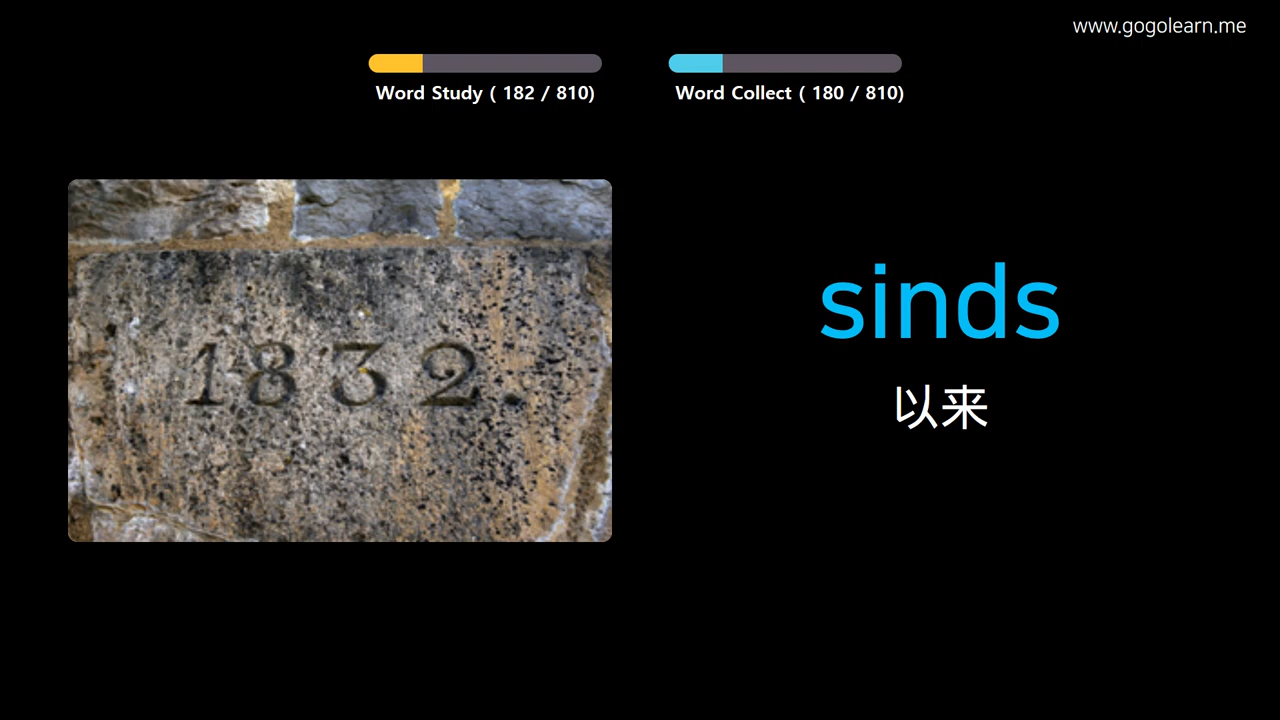 www.gogolearn.me
Word Study ( 182 / 810)
Word Collect ( 180 / 810)
1832.
sinds
以来